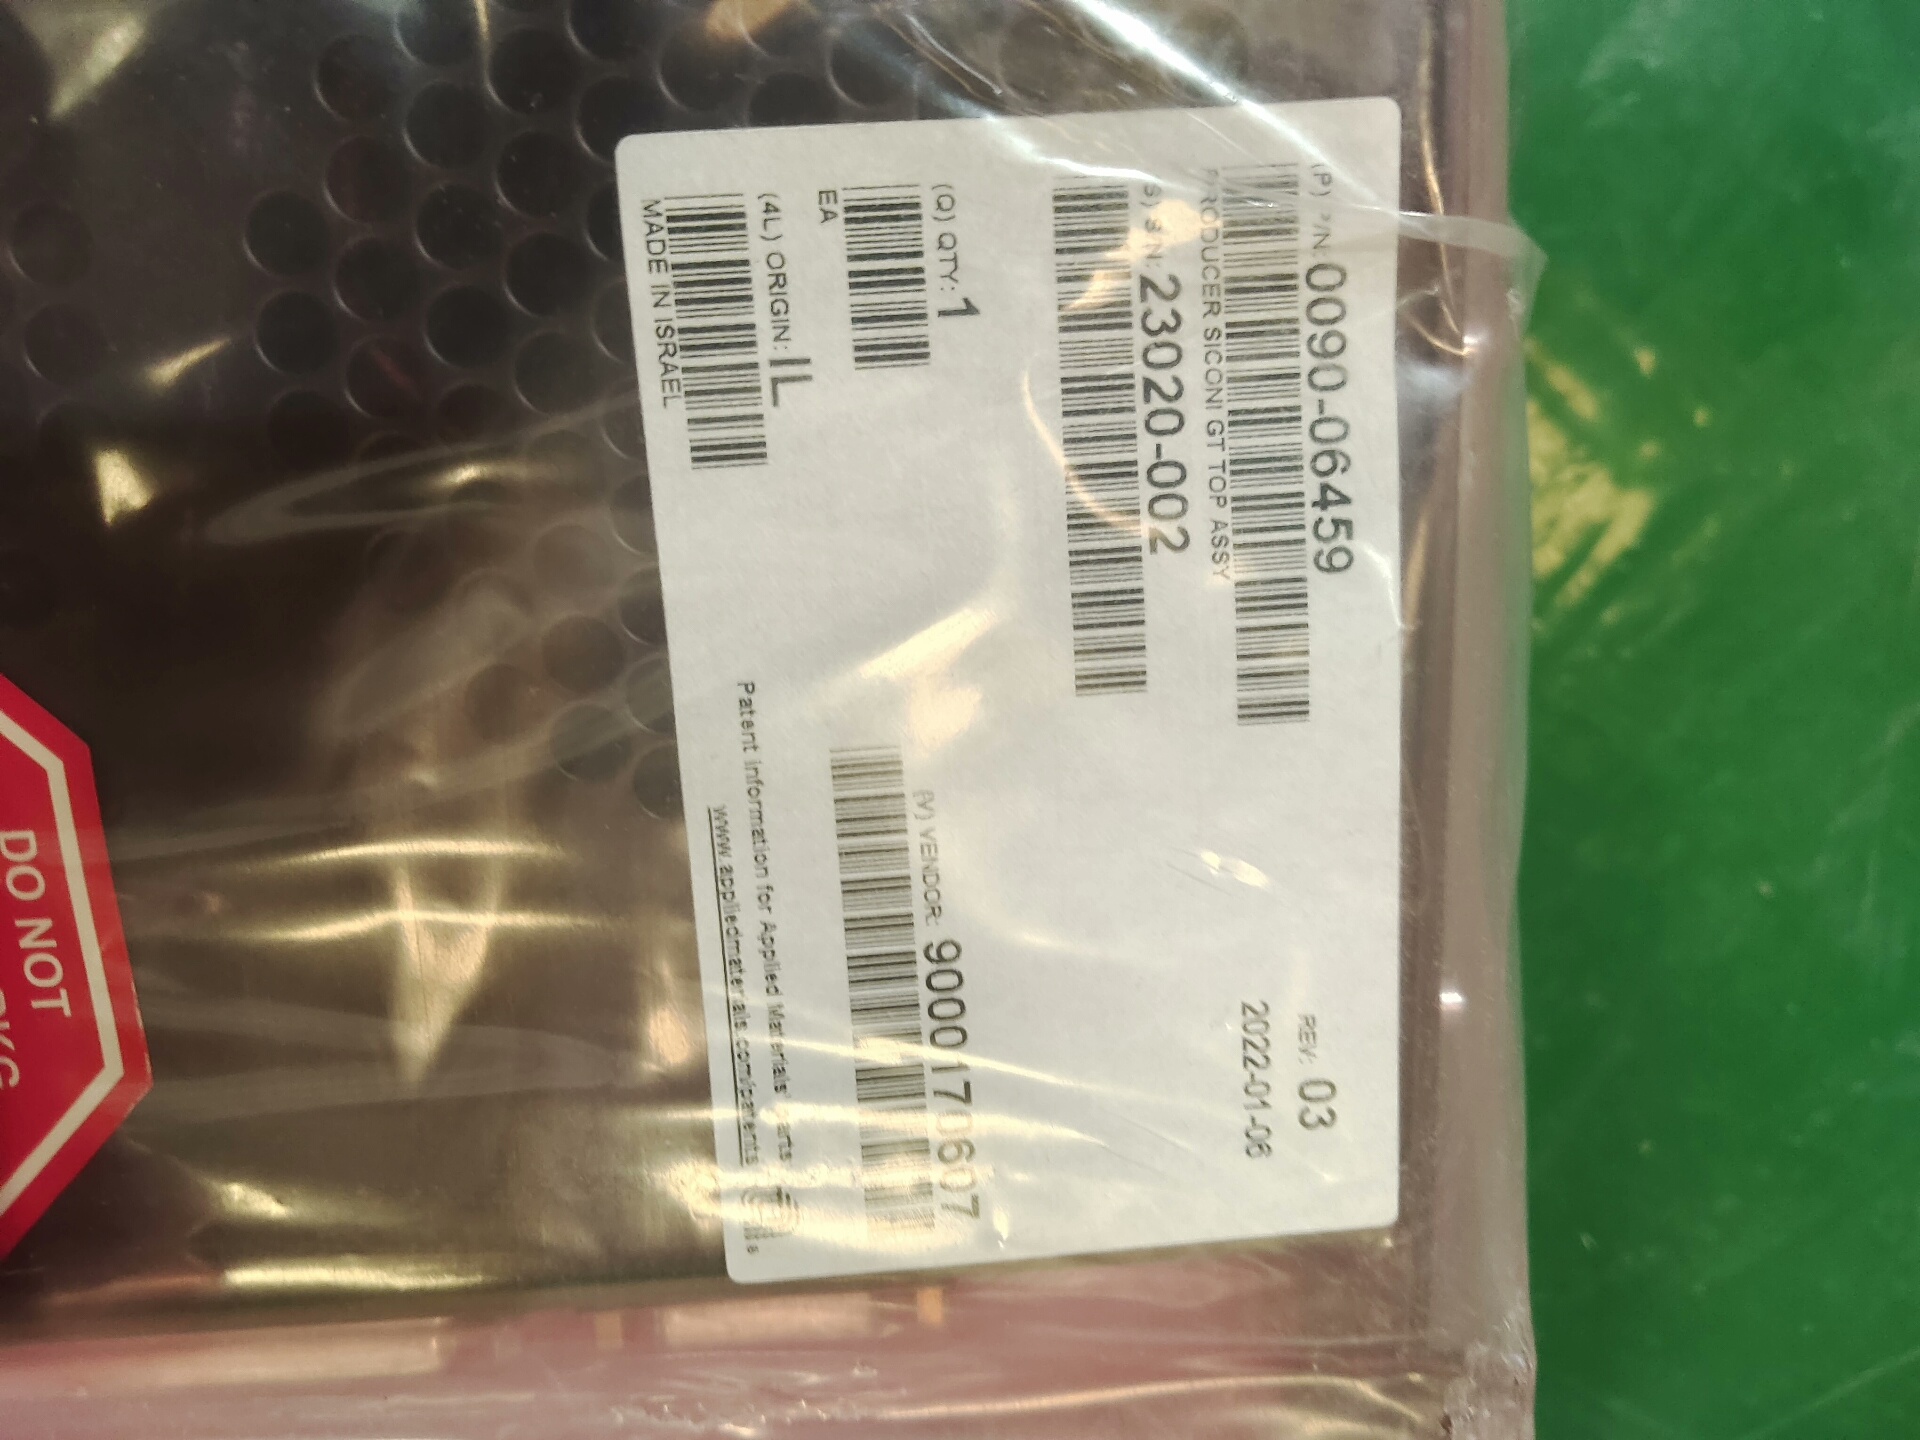 (P) P/N: 0090-06459
REV: 03
2022-01-06
PRODUCER SICONI GT TOP ASSY
(S) S/N: 23020-002
(Q) QTY: 1
EA
(V) VENDOR: 9000170607
(4L) ORIGIN: IL
MADE IN ISRAEL
Patent information for Applied Materials' parts
www.appliedmaterials.com/patents
DO NOT